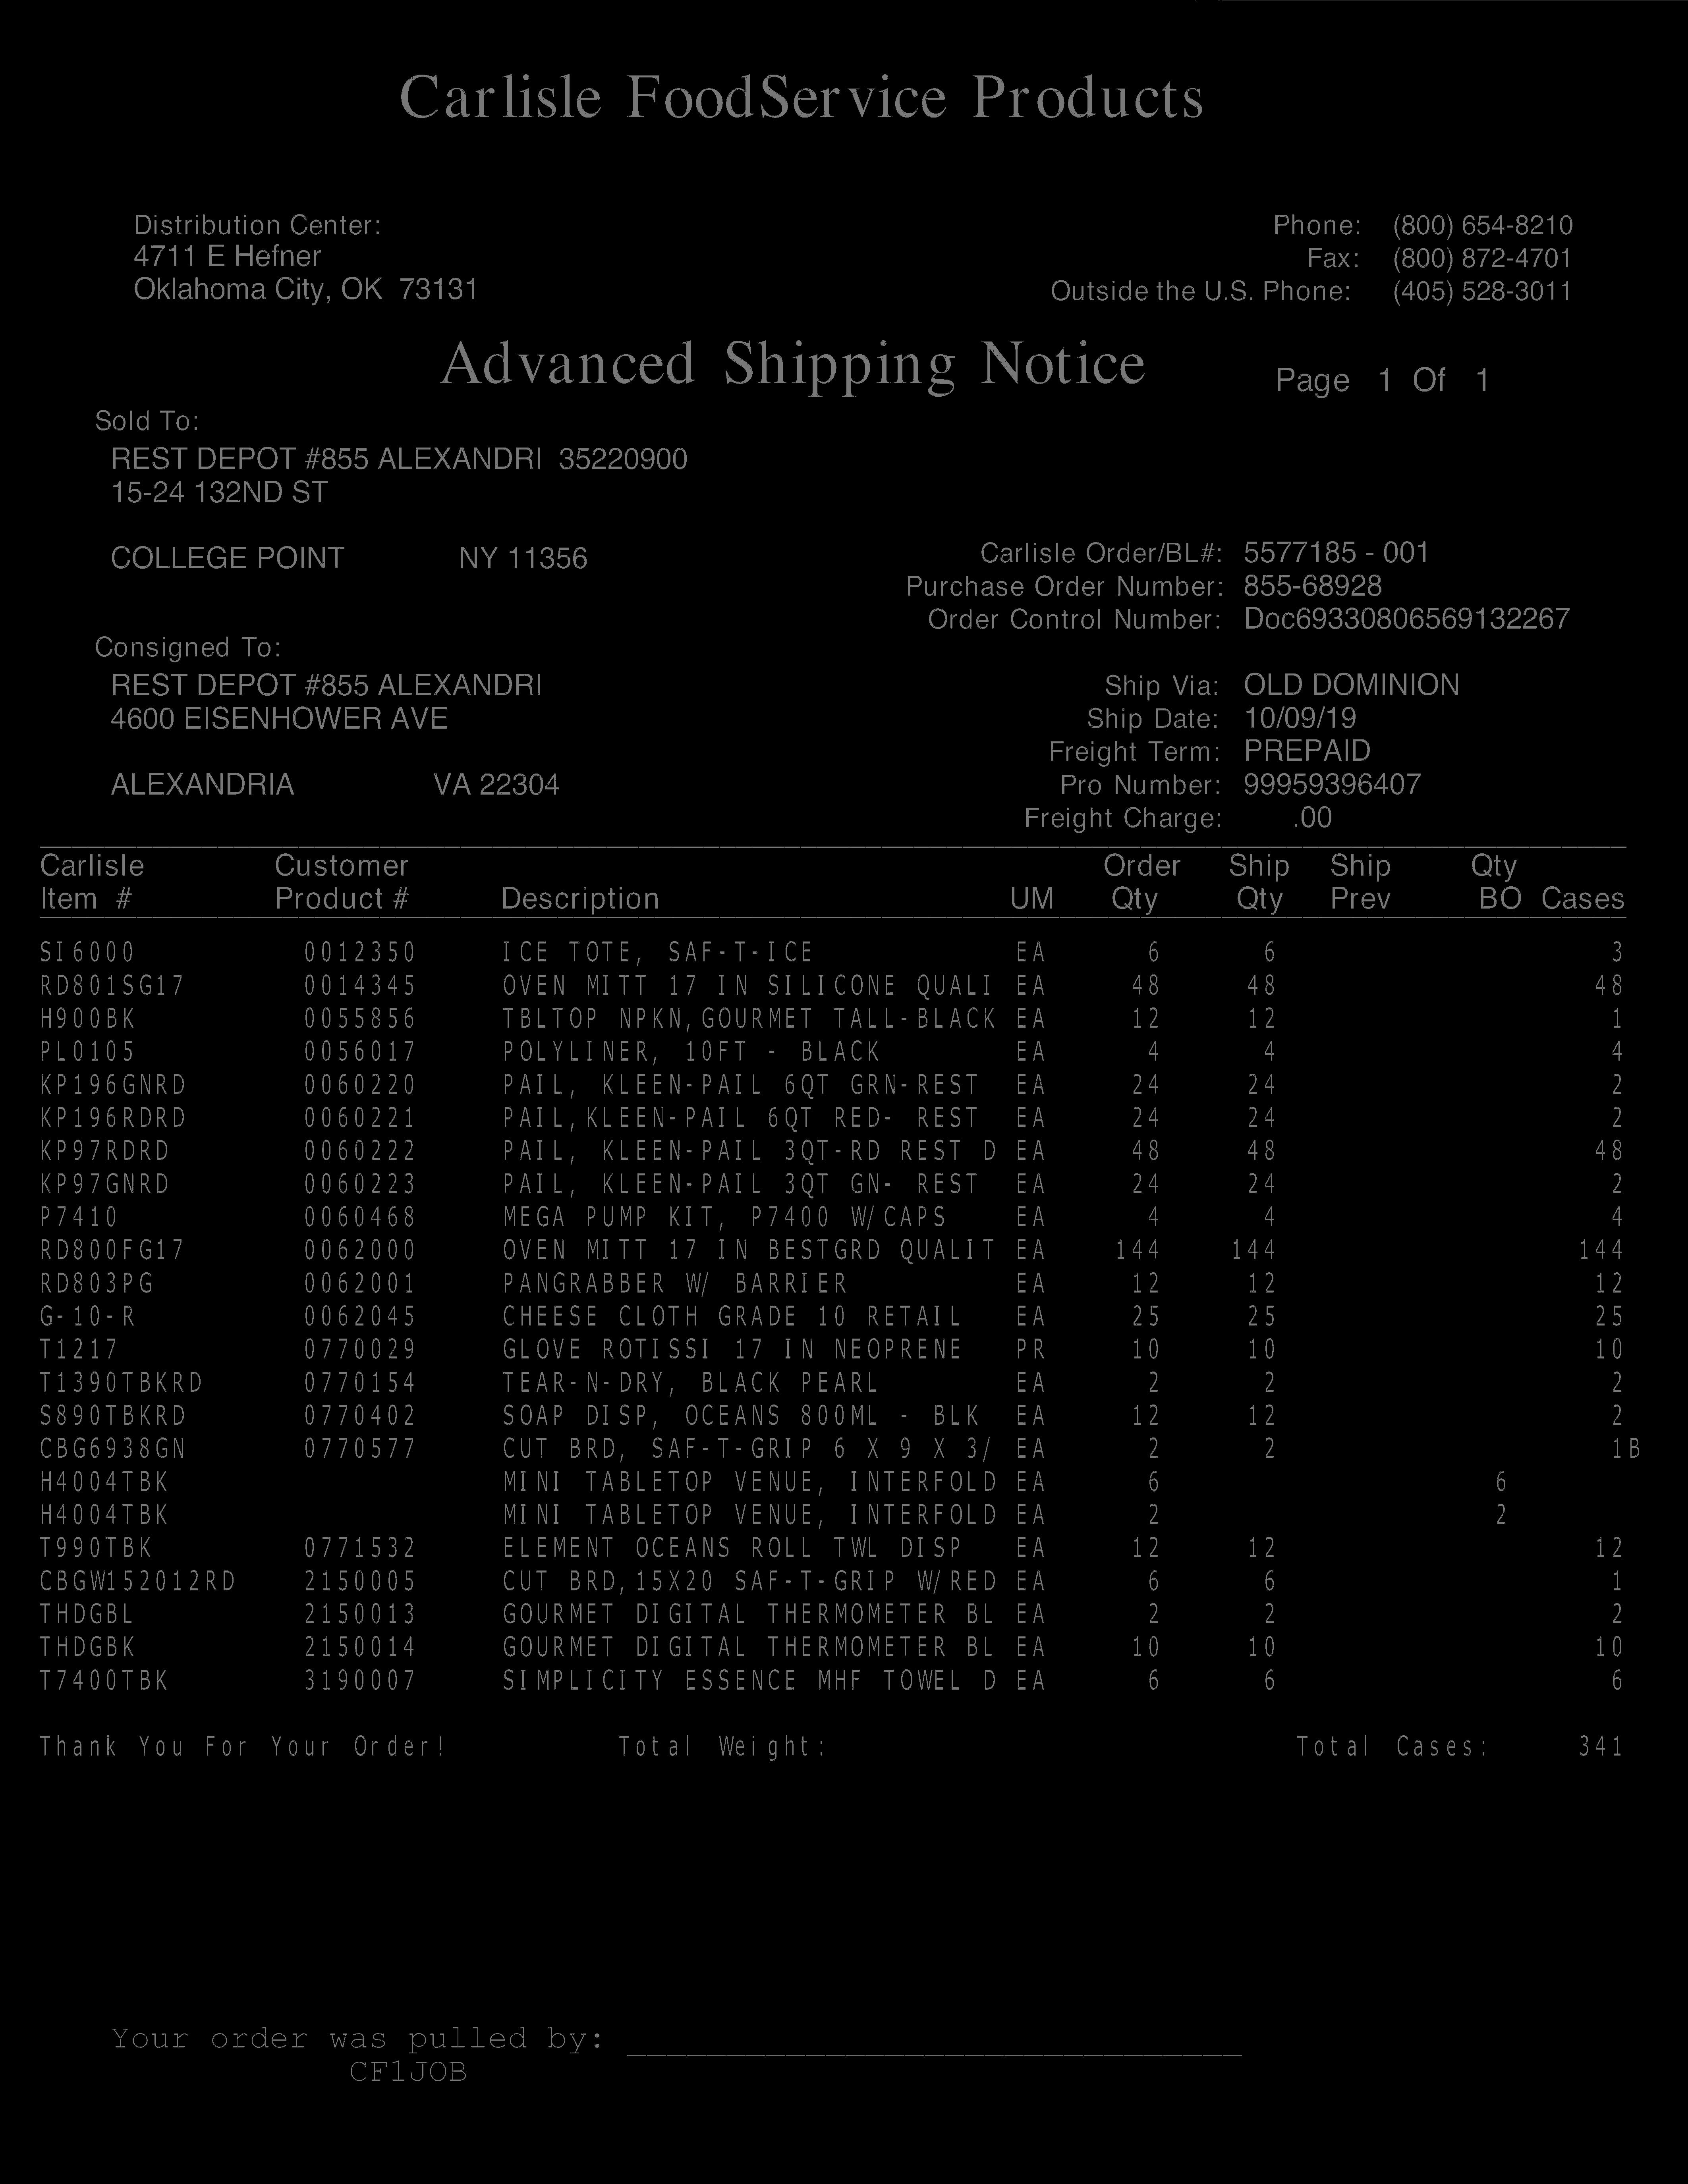 Carlisle FoodService Products
Distribution Center:
4711 E Hefner
Oklahoma City, OK 73131
Phone: (800) 654-8210
Fax: (800) 872-4701
Outside the U.S. Phone: (405) 528-3011
Advanced Shipping Notice Page 1 Of 1
Sold To:
REST DEPOT #855 ALEXANDRI 35220900
15-24 132ND ST
COLLEGE POINT NY 11356
Carlisle Order/BL#: 5577185 - 001
Purchase Order Number: 855-68928
Order Control Number: Doc69330806569132267
Consigned To:
REST DEPOT #855 ALEXANDRI
4600 EISENHOWER AVE
ALEXANDRIA VA 22304
Ship Via: OLD DOMINION
Ship Date: 10/09/19
Freight Term: PREPAID
Pro Number: 99959396407
Freight Charge: .00
Carlisle Customer Order Ship Ship Qty
Item # Product # Description UM Qty Qty Prev BO Cases
SI6000 0012350 ICE TOTE, SAF-T-ICE EA 6 6 3
RD801SG17 0014345 OVEN MITT 17 IN SILICONE QUALI EA 48 48 48
H900BK 0055856 TBLTOP NPKN,GOURMET TALL-BLACK EA 12 12 1
PL0105 0056017 POLYLINER, 10FT - BLACK EA 4 4 4
KP196GNRD 0060220 PAIL, KLEEN-PAIL 6QT GRN-REST EA 24 24 2
KP196RDRD 0060221 PAIL,KLEEN-PAIL 6QT RED- REST EA 24 24 2
KP97RDRD 0060222 PAIL, KLEEN-PAIL 3QT-RD REST D EA 48 48 48
KP97GNRD 0060223 PAIL, KLEEN-PAIL 3QT GN- REST EA 24 24 2
P7410 0060468 MEGA PUMP KIT, P7400 W/CAPS EA 4 4 4
RD800FG17 0062000 OVEN MITT 17 IN BESTGRD QUALIT EA 144 144 144
RD803PG 0062001 PANGRABBER W/ BARRIER EA 12 12 12
G-10-R 0062045 CHEESE CLOTH GRADE 10 RETAIL EA 25 25 25
T1217 0770029 GLOVE ROTISSI 17 IN NEOPRENE PR 10 10 10
T1390TBKRD 0770154 TEAR-N-DRY, BLACK PEARL EA 2 2 2
S890TBKRD 0770402 SOAP DISP, OCEANS 800ML - BLK EA 12 12 2
CBG6938GN 0770577 CUT BRD, SAF-T-GRIP 6 X 9 X 3/ EA 2 2 1B
H4004TBK MINI TABLETOP VENUE, INTERFOLD EA 6 6
H4004TBK MINI TABLETOP VENUE, INTERFOLD EA 2 2
T990TBK 0771532 ELEMENT OCEANS ROLL TWL DISP EA 12 12 12
CBGW152012RD 2150005 CUT BRD,15X20 SAF-T-GRIP W/RED EA 6 6 1
THDGBL 2150013 GOURMET DIGITAL THERMOMETER BL EA 2 2 2
THDGBK 2150014 GOURMET DIGITAL THERMOMETER BL EA 10 10 10
T7400TBK 3190007 SIMPLICITY ESSENCE MHF TOWEL D EA 6 6 6
Thank You For Your Order! Total Weight: Total Cases: 341
Your order was pulled by:
CF1JOB